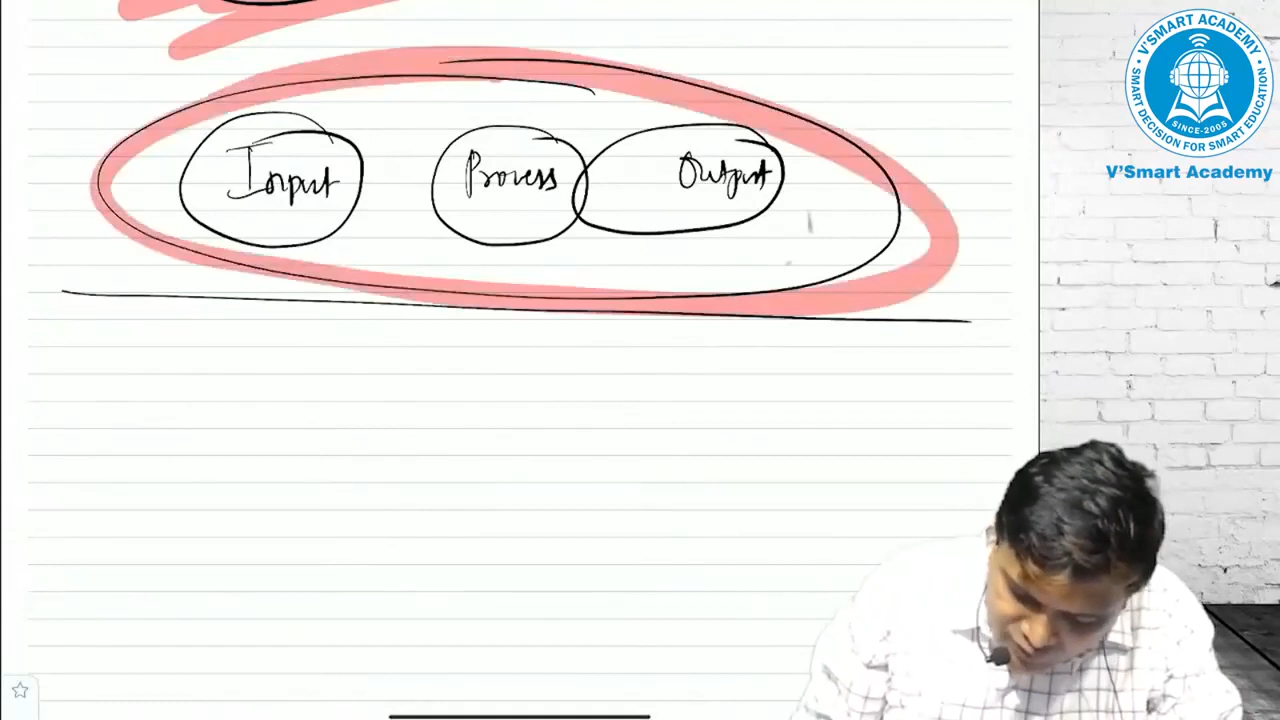 Input Process Output
V'SMART ACADEMY
SMART DECISION FOR SMART EDUCATION
SINCE-2005
V'Smart Academy